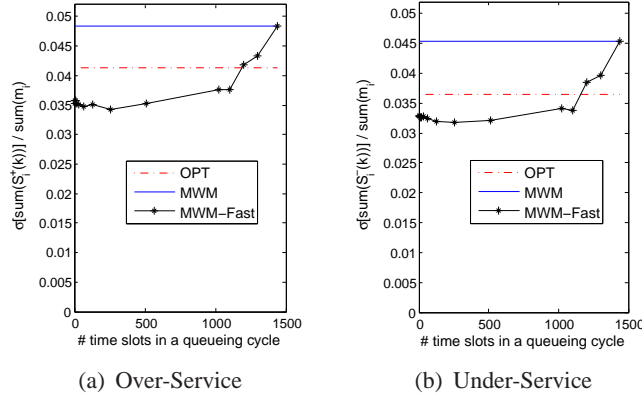 0.05
0.045
0.04
0.035
0.03
0.025
0.02
0.015
0.01
0.005
0
σ[sum(S_i^+(k))] / sum(m_i)
OPT
MWM
MWM−Fast
0 500 1000 1500
# time slots in a queueing cycle
(a) Over-Service
0.05
0.045
0.04
0.035
0.03
0.025
0.02
0.015
0.01
0.005
0
σ[sum(S_i^−(k))] / sum(m_i)
OPT
MWM
MWM−Fast
0 500 1000 1500
# time slots in a queueing cycle
(b) Under-Service